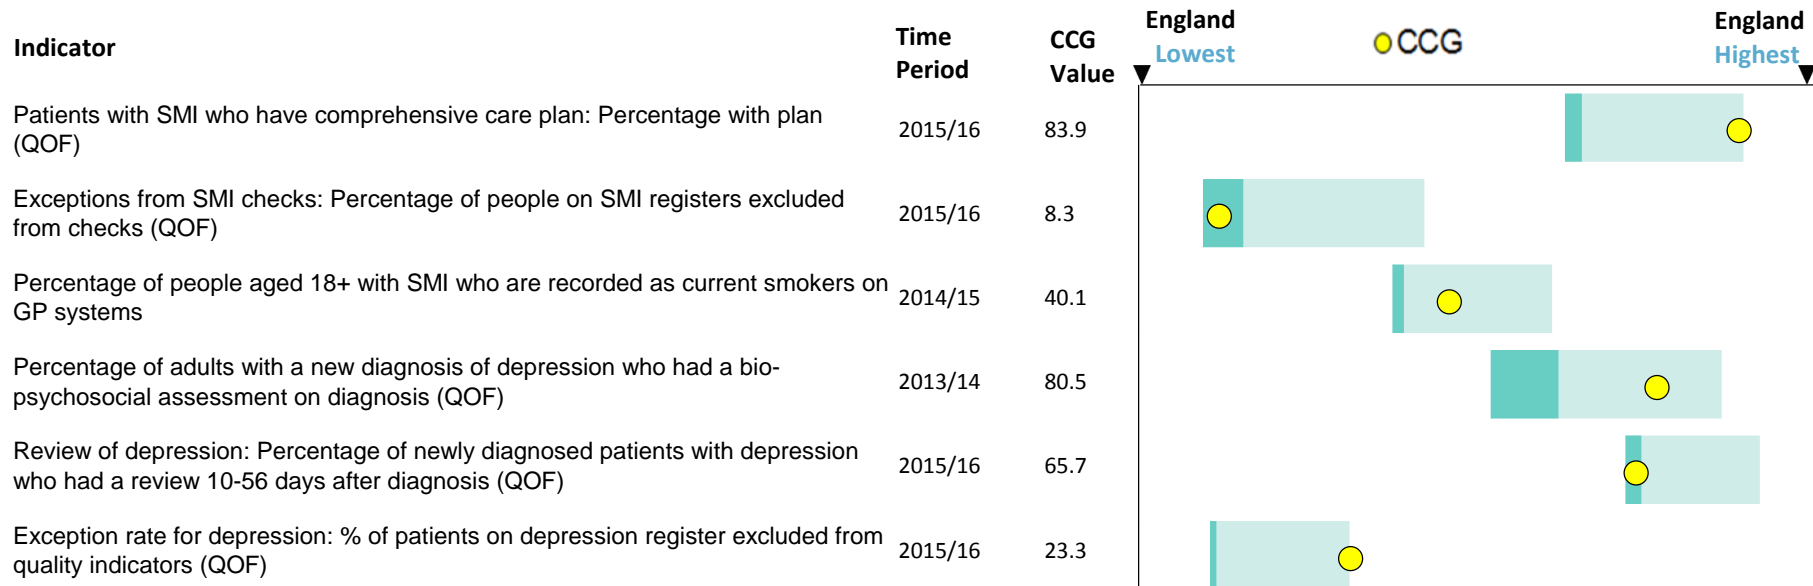 Indicator
Time
Period
CCG
Value
England
Lowest
CCG
England
Highest
Patients with SMI who have comprehensive care plan: Percentage with plan
(QOF)
2015/16
83.9
Exceptions from SMI checks: Percentage of people on SMI registers excluded
from checks (QOF)
2015/16
8.3
Percentage of people aged 18+ with SMI who are recorded as current smokers on
GP systems
2014/15
40.1
Percentage of adults with a new diagnosis of depression who had a bio-
psychosocial assessment on diagnosis (QOF)
2013/14
80.5
Review of depression: Percentage of newly diagnosed patients with depression
who had a review 10-56 days after diagnosis (QOF)
2015/16
65.7
Exception rate for depression: % of patients on depression register excluded from
quality indicators (QOF)
2015/16
23.3